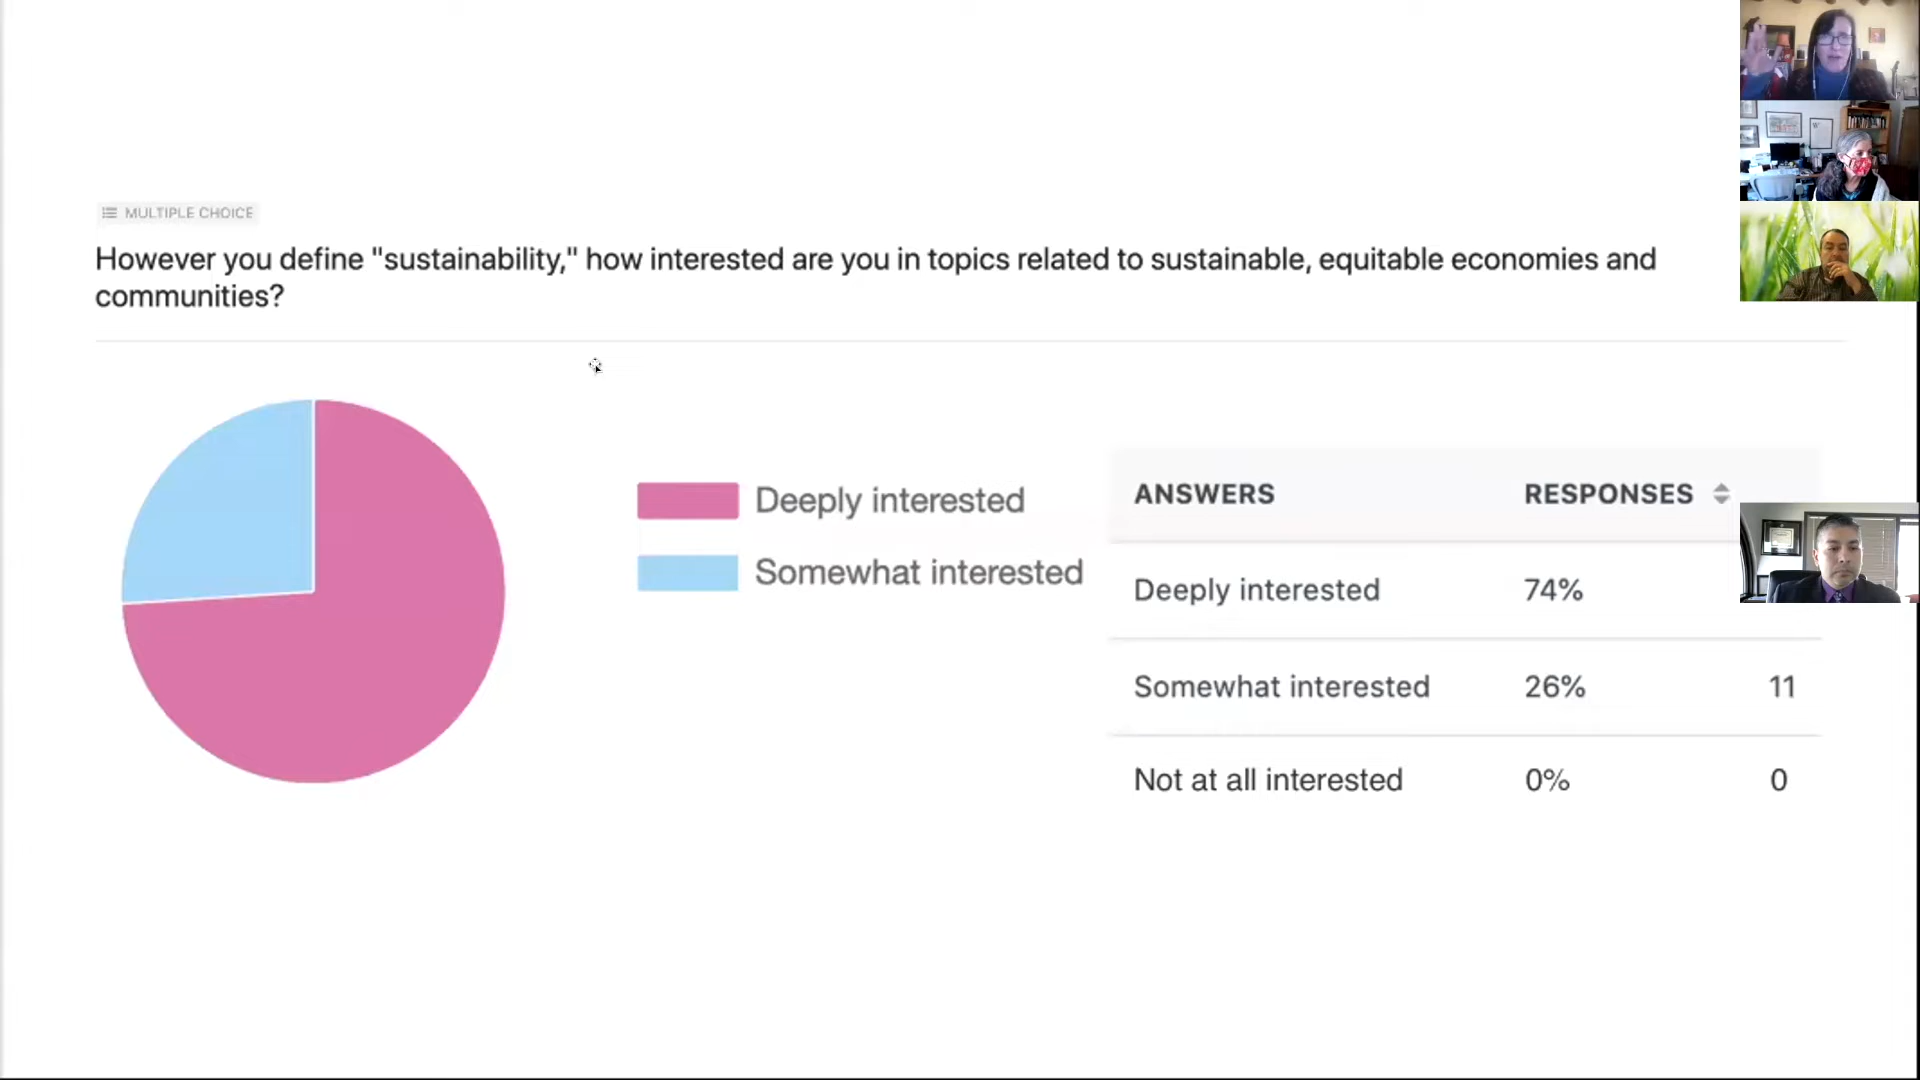 MULTIPLE CHOICE
However you define "sustainability," how interested are you in topics related to sustainable, equitable economies and
communities?
Deeply interested
Somewhat interested
ANSWERS RESPONSES
Deeply interested 74%
Somewhat interested 26% 11
Not at all interested 0% 0